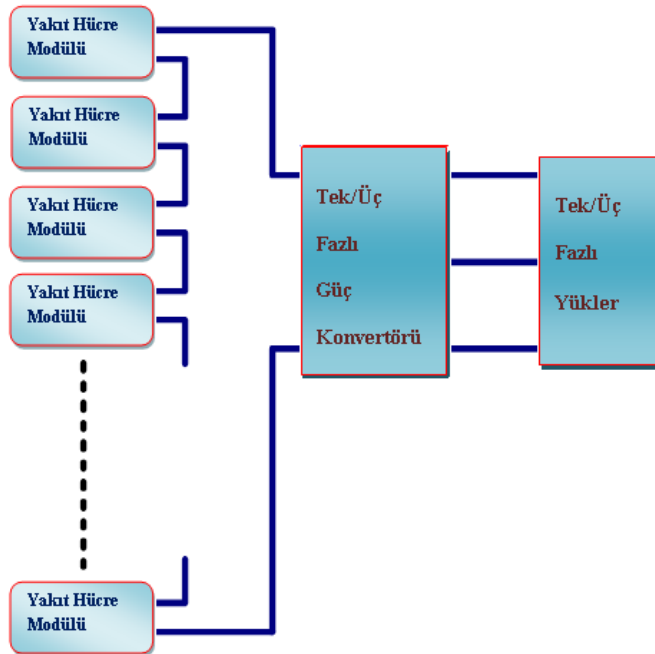 Yakıt Hücre
Modülü
Yakıt Hücre
Modülü
Yakıt Hücre
Modülü
Yakıt Hücre
Modülü
Yakıt Hücre
Modülü
Tek/Üç
Fazlı
Güç
Konvertörü
Tek/Üç
Fazlı
Yükler